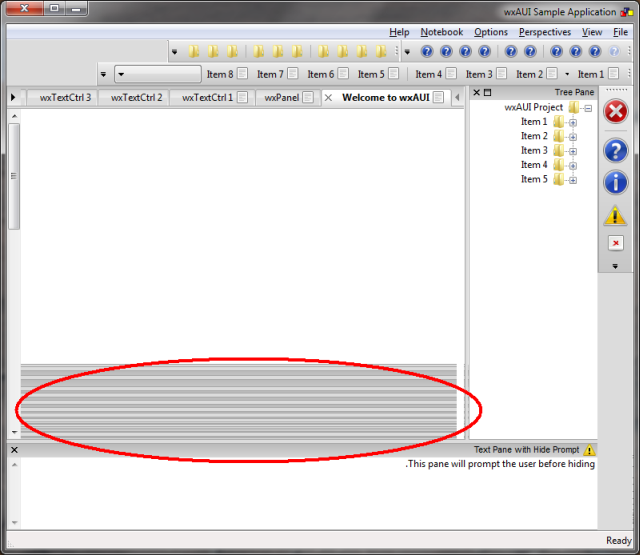 wxAUI Sample Application
Help Notebook Options Perspectives View File
Item 8 Item 7 Item 6 Item 5 Item 4 Item 3 Item 2 Item 1
wxTextCtrl 3 wxTextCtrl 2 wxTextCtrl 1 wxPanel Welcome to wxAUI
Tree Pane
wxAUI Project
Item 1
Item 2
Item 3
Item 4
Item 5
Text Pane with Hide Prompt
.This pane will prompt the user before hiding
Ready